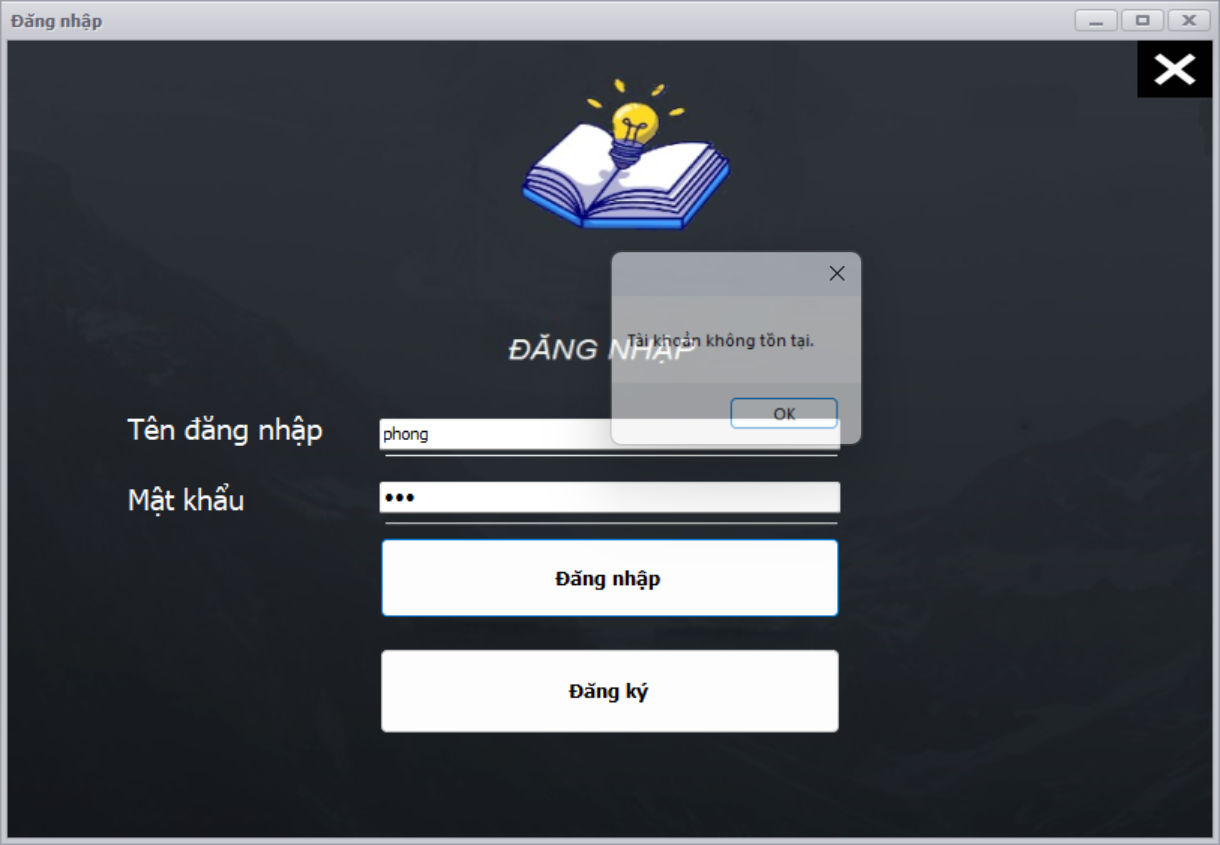 Đăng nhập
ĐĂNG NHẬP
Tài khoản không tồn tại.
OK
Tên đăng nhập
phong
Mật khẩu
•••
Đăng nhập
Đăng ký